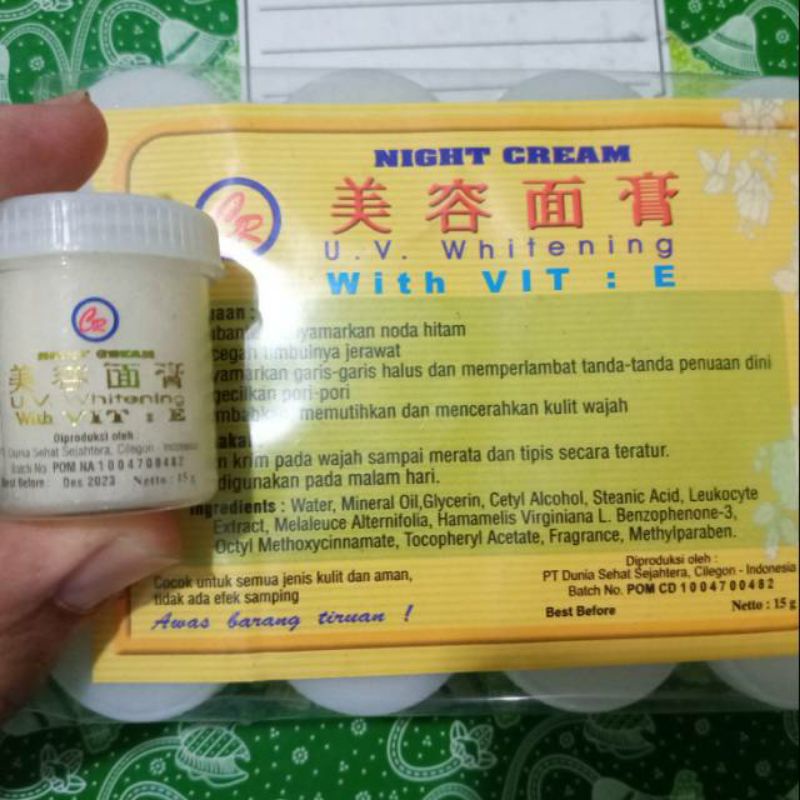 NIGHT CREAM
CR
美容面膏
U.V. Whitening
With VIT : E
noda hitam
timbulnya jerawat
garis-garis halus dan memperlambat tanda-tanda penuaan dini
pori-pori
memutihkan dan mencerahkan kulit wajah
krim pada wajah sampai merata dan tipis secara teratur.
digunakan pada malam hari.
Ingredients : Water, Mineral Oil,Glycerin, Cetyl Alcohol, Steanic Acid, Leukocyte
Extract, Melaleuce Alternifolia, Hamamelis Virginiana L. Benzophenone-3,
Octyl Methoxycinnamate, Tocopheryl Acetate, Fragrance, Methylparaben.
Cocok untuk semua jenis kulit dan aman,
tidak ada efek samping
Awas barang tiruan !
Diproduksi oleh :
PT Dunia Sehat Sejahtera, Cilegon - Indonesia
Batch No. POM CD 1004700482
Best Before
Netto : 15 g
CR
NIGHT CREAM
美容面膏
U.V. Whitening
With VIT : E
Diproduksi oleh
Dunia Sehat Sejahtera, Cilegon - Indonesia
Batch No. POM NA 1004700482
Best Before : Des 2023 Netto : 15 g